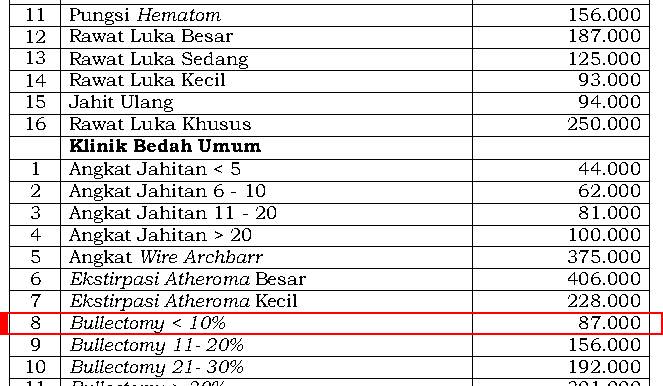 11 Pungsi Hematom 156.000
12 Rawat Luka Besar 187.000
13 Rawat Luka Sedang 125.000
14 Rawat Luka Kecil 93.000
15 Jahit Ulang 94.000
16 Rawat Luka Khusus 250.000
Klinik Bedah Umum
1 Angkat Jahitan < 5 44.000
2 Angkat Jahitan 6 - 10 62.000
3 Angkat Jahitan 11 - 20 81.000
4 Angkat Jahitan > 20 100.000
5 Angkat Wire Archbarr 375.000
6 Ekstirpasi Atheroma Besar 406.000
7 Ekstirpasi Atheroma Kecil 228.000
8 Bullectomy < 10% 87.000
9 Bullectomy 11- 20% 156.000
10 Bullectomy 21- 30% 192.000